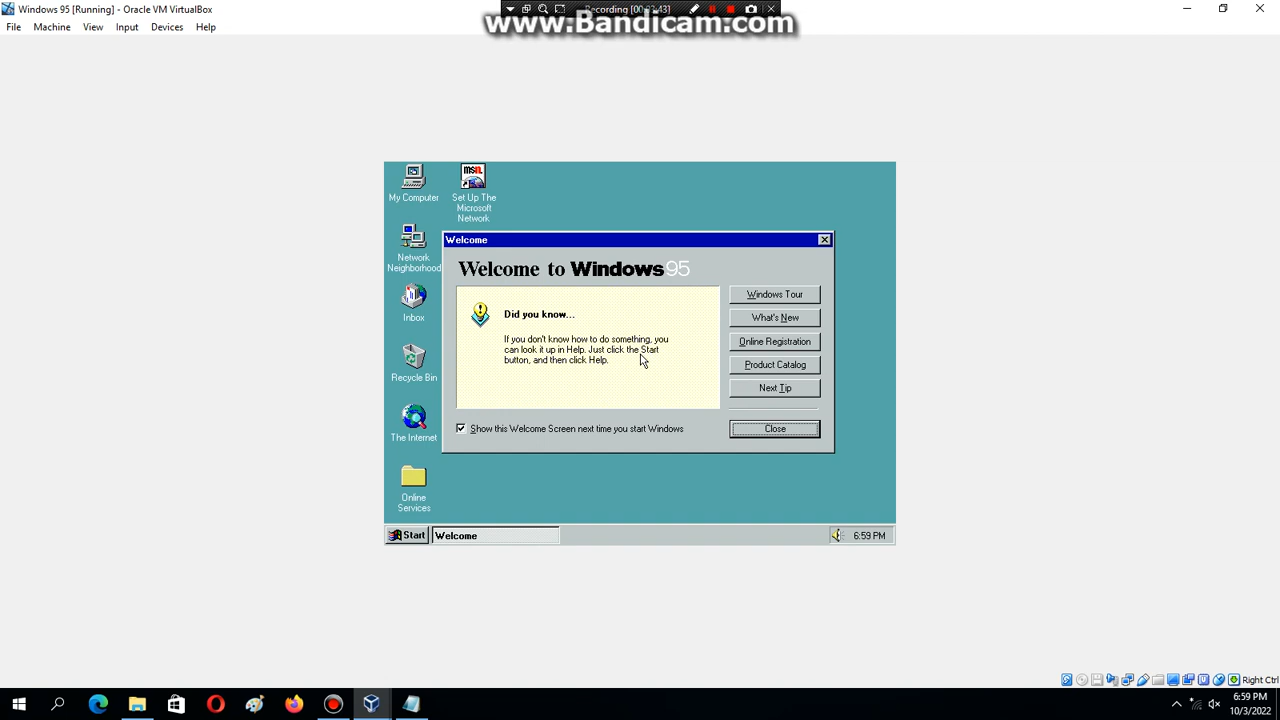 Windows 95 [Running] - Oracle VM VirtualBox
www.Bandicam.com
File Machine View Input Devices Help
My Computer
Set Up The
Microsoft
Network
Network
Neighborhood
Inbox
Recycle Bin
The Internet
Online
Services
Welcome
Welcome to Windows 95
Did you know...
If you don't know how to do something, you
can look it up in Help. Just click the Start
button, and then click Help.
Windows Tour
What's New
Online Registration
Product Catalog
Next Tip
Show this Welcome Screen next time you start Windows
Close
Start
Welcome
6:59 PM
Right Ctrl
6:59 PM
10/3/2022